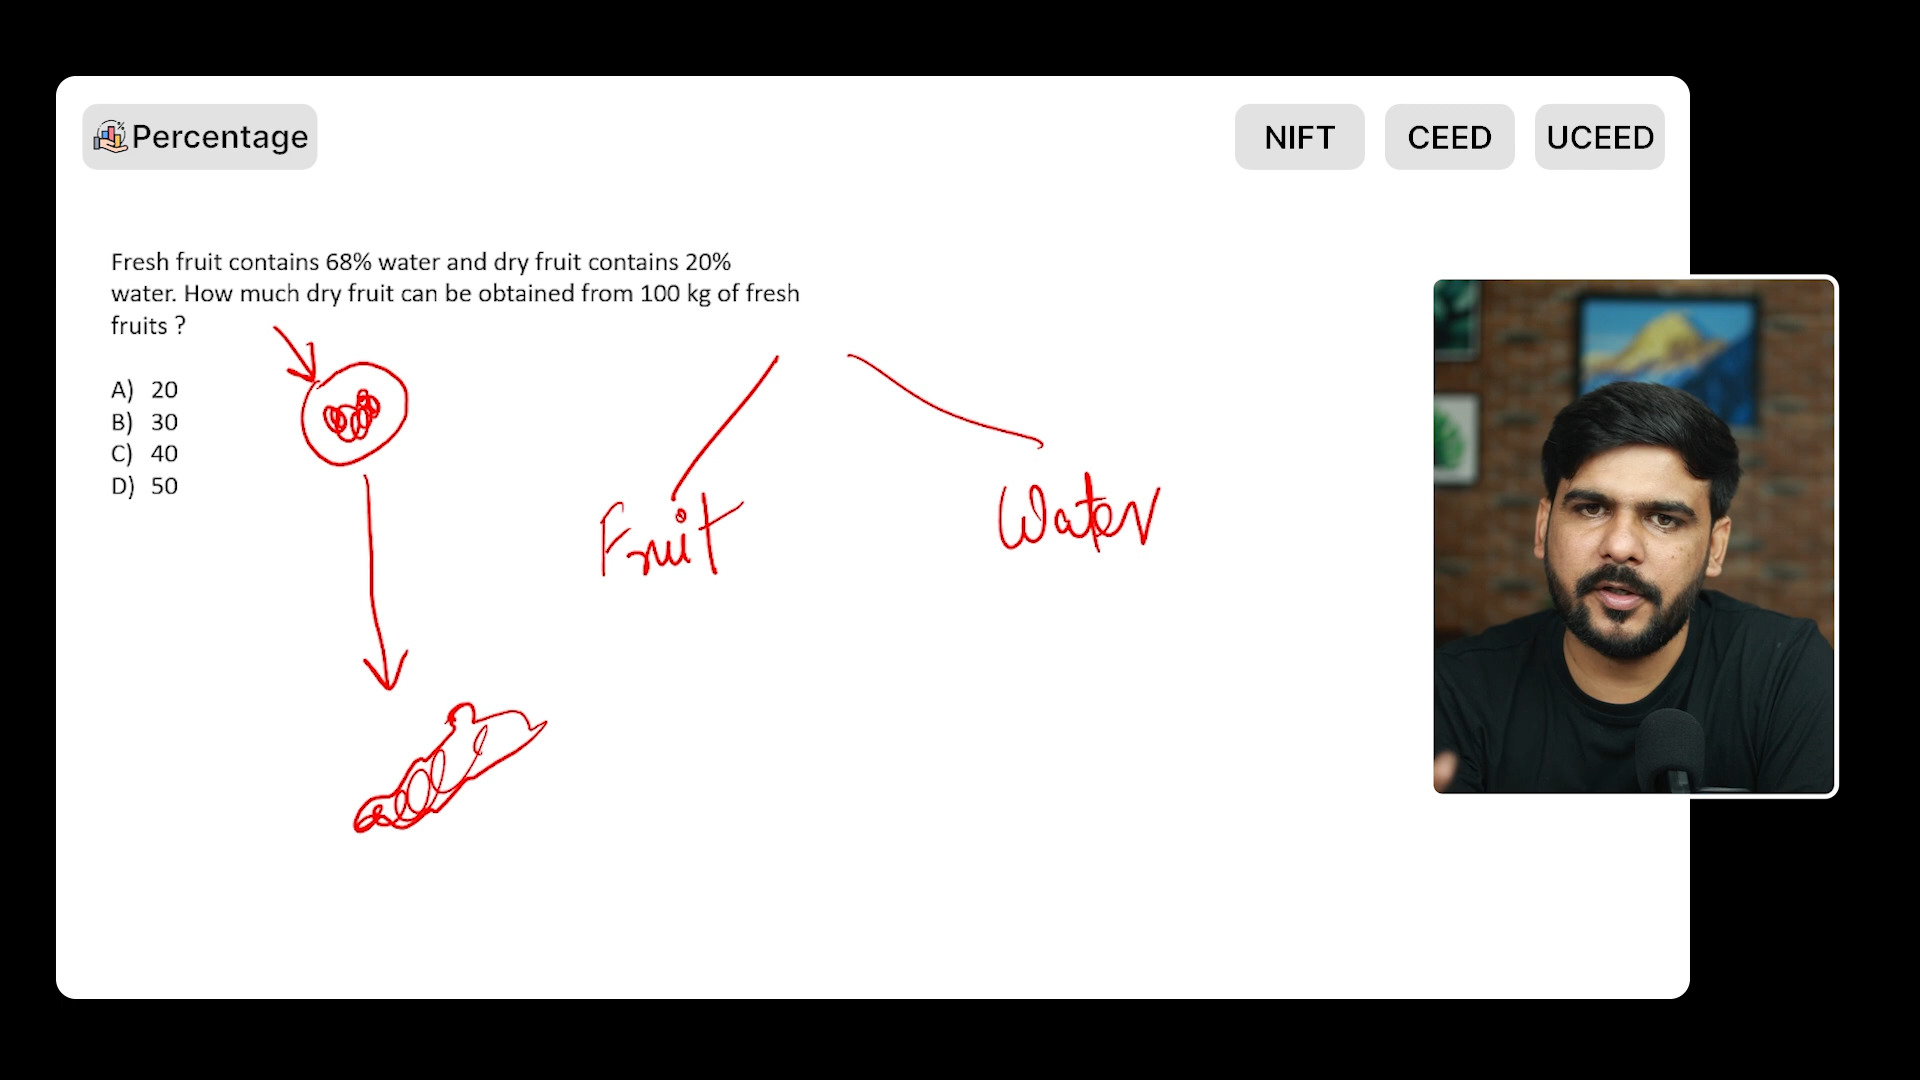 Percentage
NIFT CEED UCEED
Fresh fruit contains 68% water and dry fruit contains 20%
water. How much dry fruit can be obtained from 100 kg of fresh
fruits ?
A) 20
B) 30
C) 40
D) 50
Fruit
Water